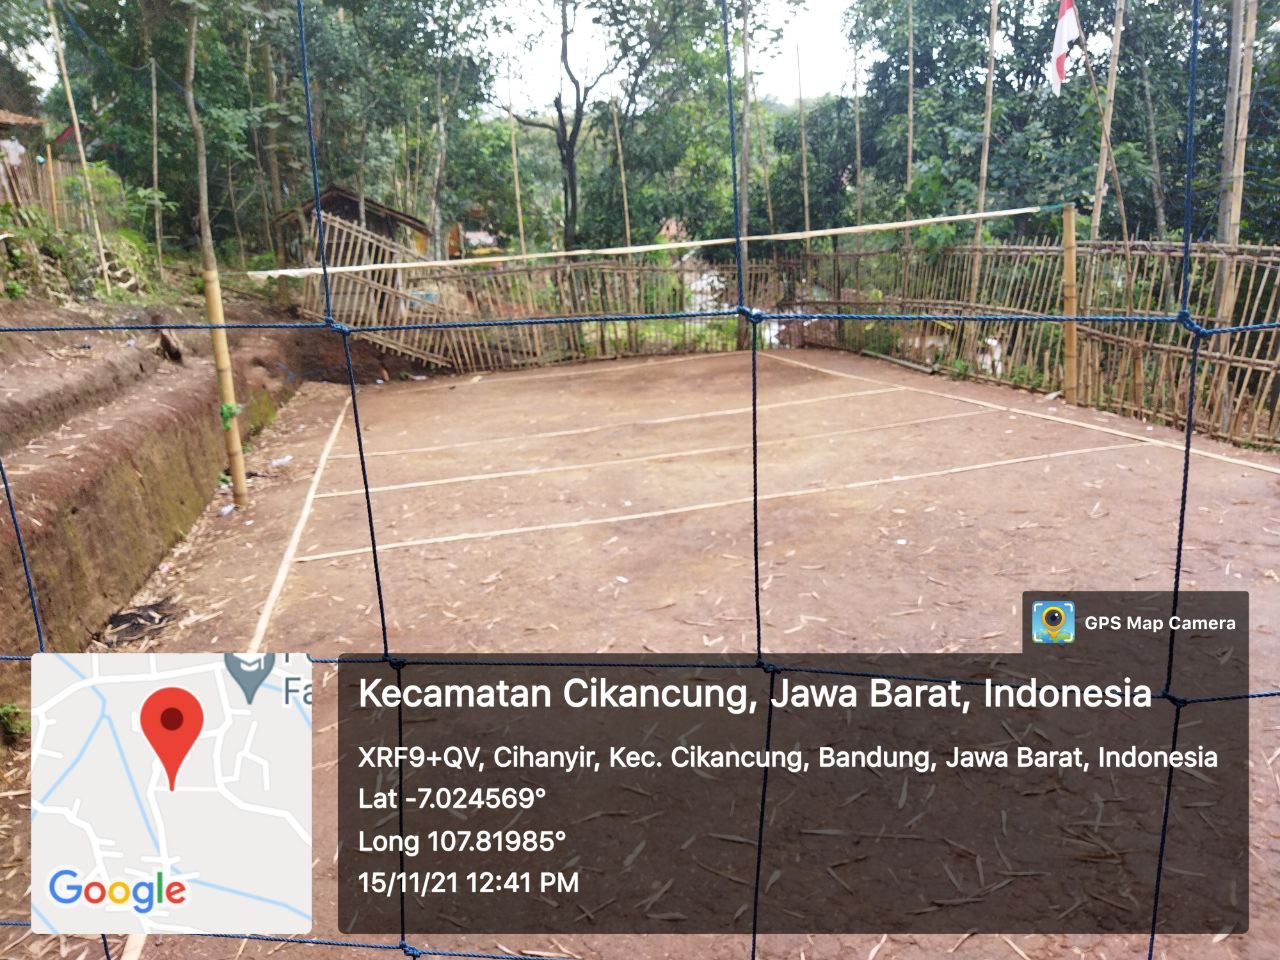 GPS Map Camera
Kecamatan Cikancung, Jawa Barat, Indonesia
XRF9+QV, Cihanyir, Kec. Cikancung, Bandung, Jawa Barat, Indonesia
Lat -7.024569°
Long 107.81985°
15/11/21 12:41 PM
Google